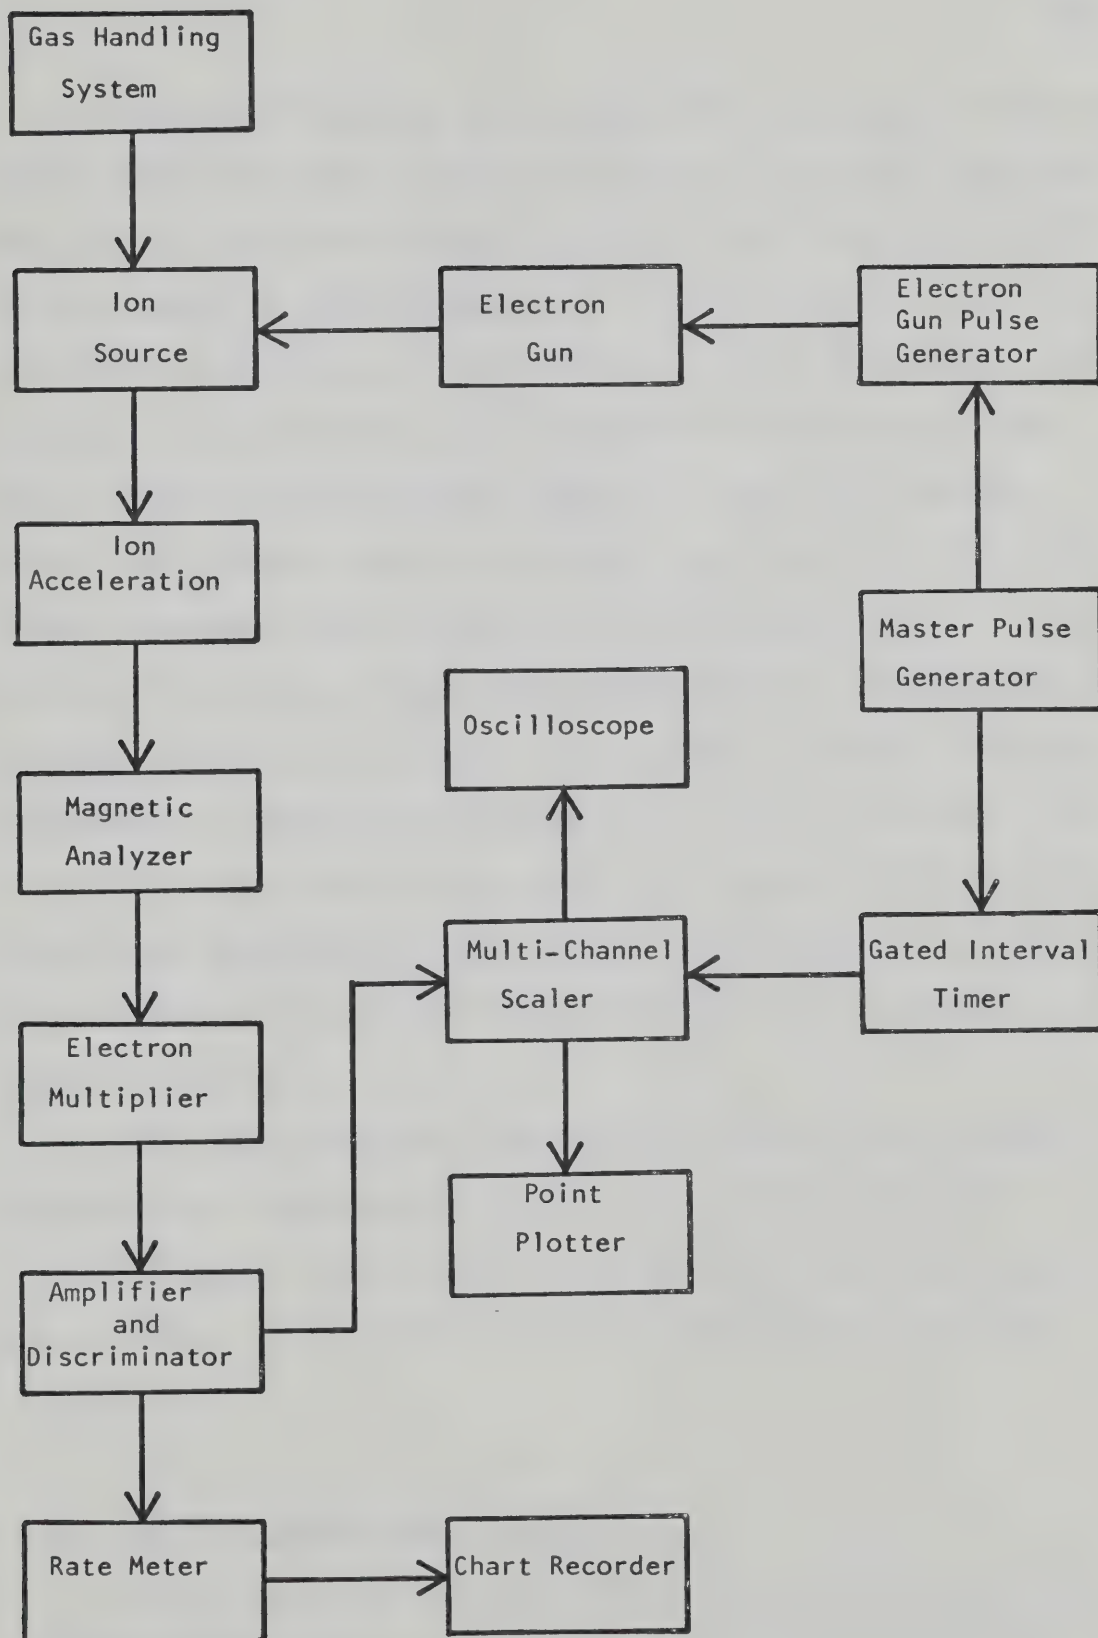 Gas Handling
System
Ion
Source
Electron
Gun
Electron
Gun Pulse
Generator
Ion
Acceleration
Master Pulse
Generator
Oscilloscope
Magnetic
Analyzer
Multi-Channel
Scaler
Gated Interval
Timer
Electron
Multiplier
Point
Plotter
Amplifier
and
Discriminator
Rate Meter
Chart Recorder